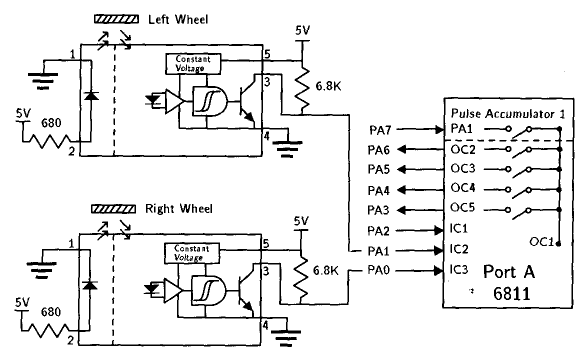 Left Wheel
5V
1
5
Constant
Voltage
3
6.8K
5V
680
2
4
Pulse Accumulator 1
PA7
PA1
PA6
OC2
PA5
OC3
PA4
OC4
PA3
OC5
PA2
IC1
OC1
PA1
IC2
PA0
IC3
Port A
6811
Right Wheel
5V
1
5
Constant
Voltage
3
6.8K
5V
680
2
4